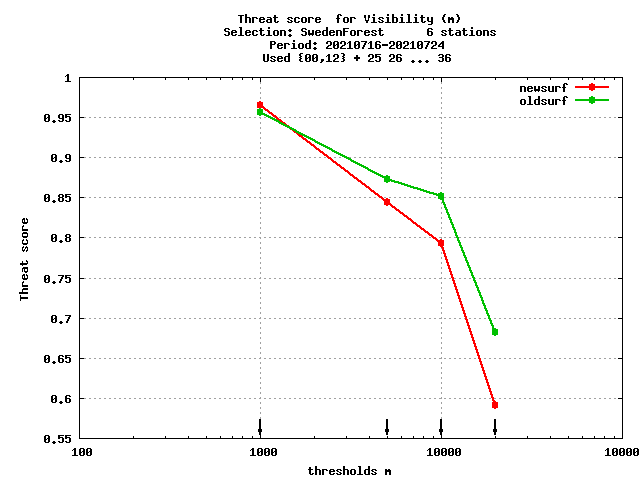 Threat score  for Visibility (m)
Selection: SwedenForest      6 stations
Period: 20210716-20210724
Used {00,12} + 25 26 ... 36
newsurf
oldsurf
Threat score
1
0.95
0.9
0.85
0.8
0.75
0.7
0.65
0.6
0.55
100 1000 10000 10000
thresholds m